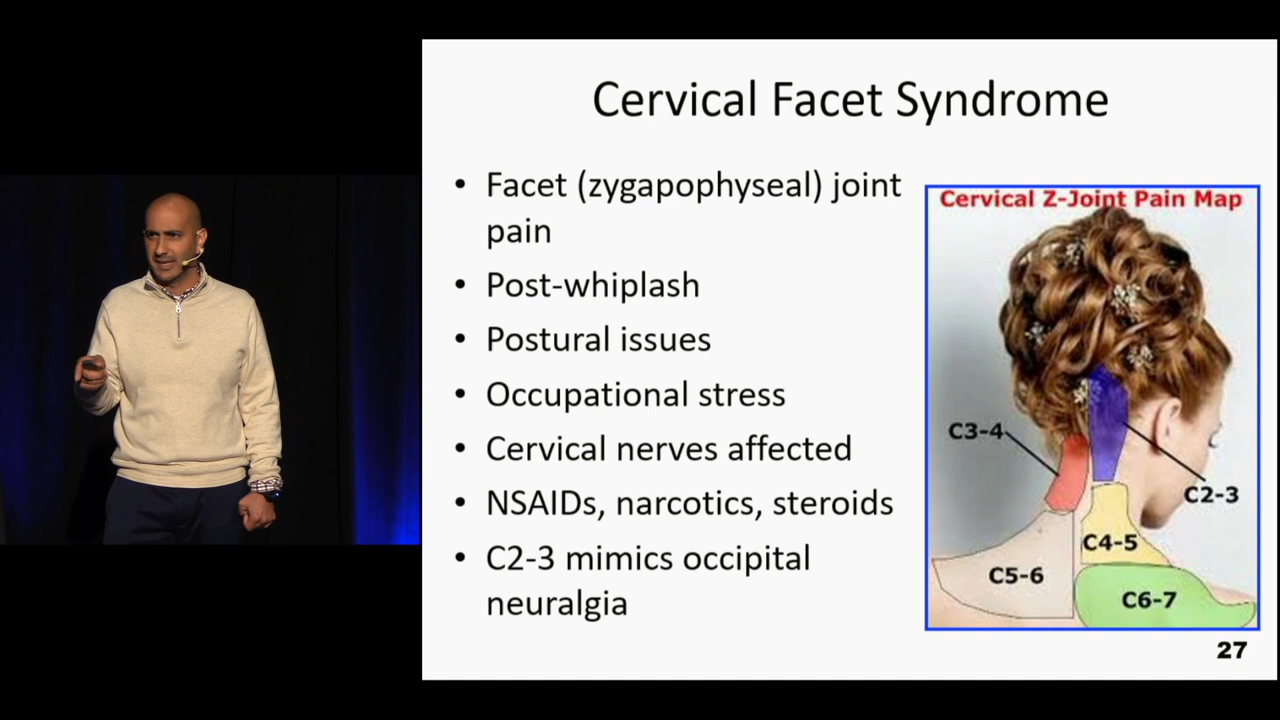 Cervical Facet Syndrome
• Facet (zygapophyseal) joint
pain
• Post-whiplash
• Postural issues
• Occupational stress
• Cervical nerves affected
• NSAIDs, narcotics, steroids
• C2-3 mimics occipital
neuralgia
Cervical Z-Joint Pain Map
C3-4
C2-3
C4-5
C5-6
C6-7
27